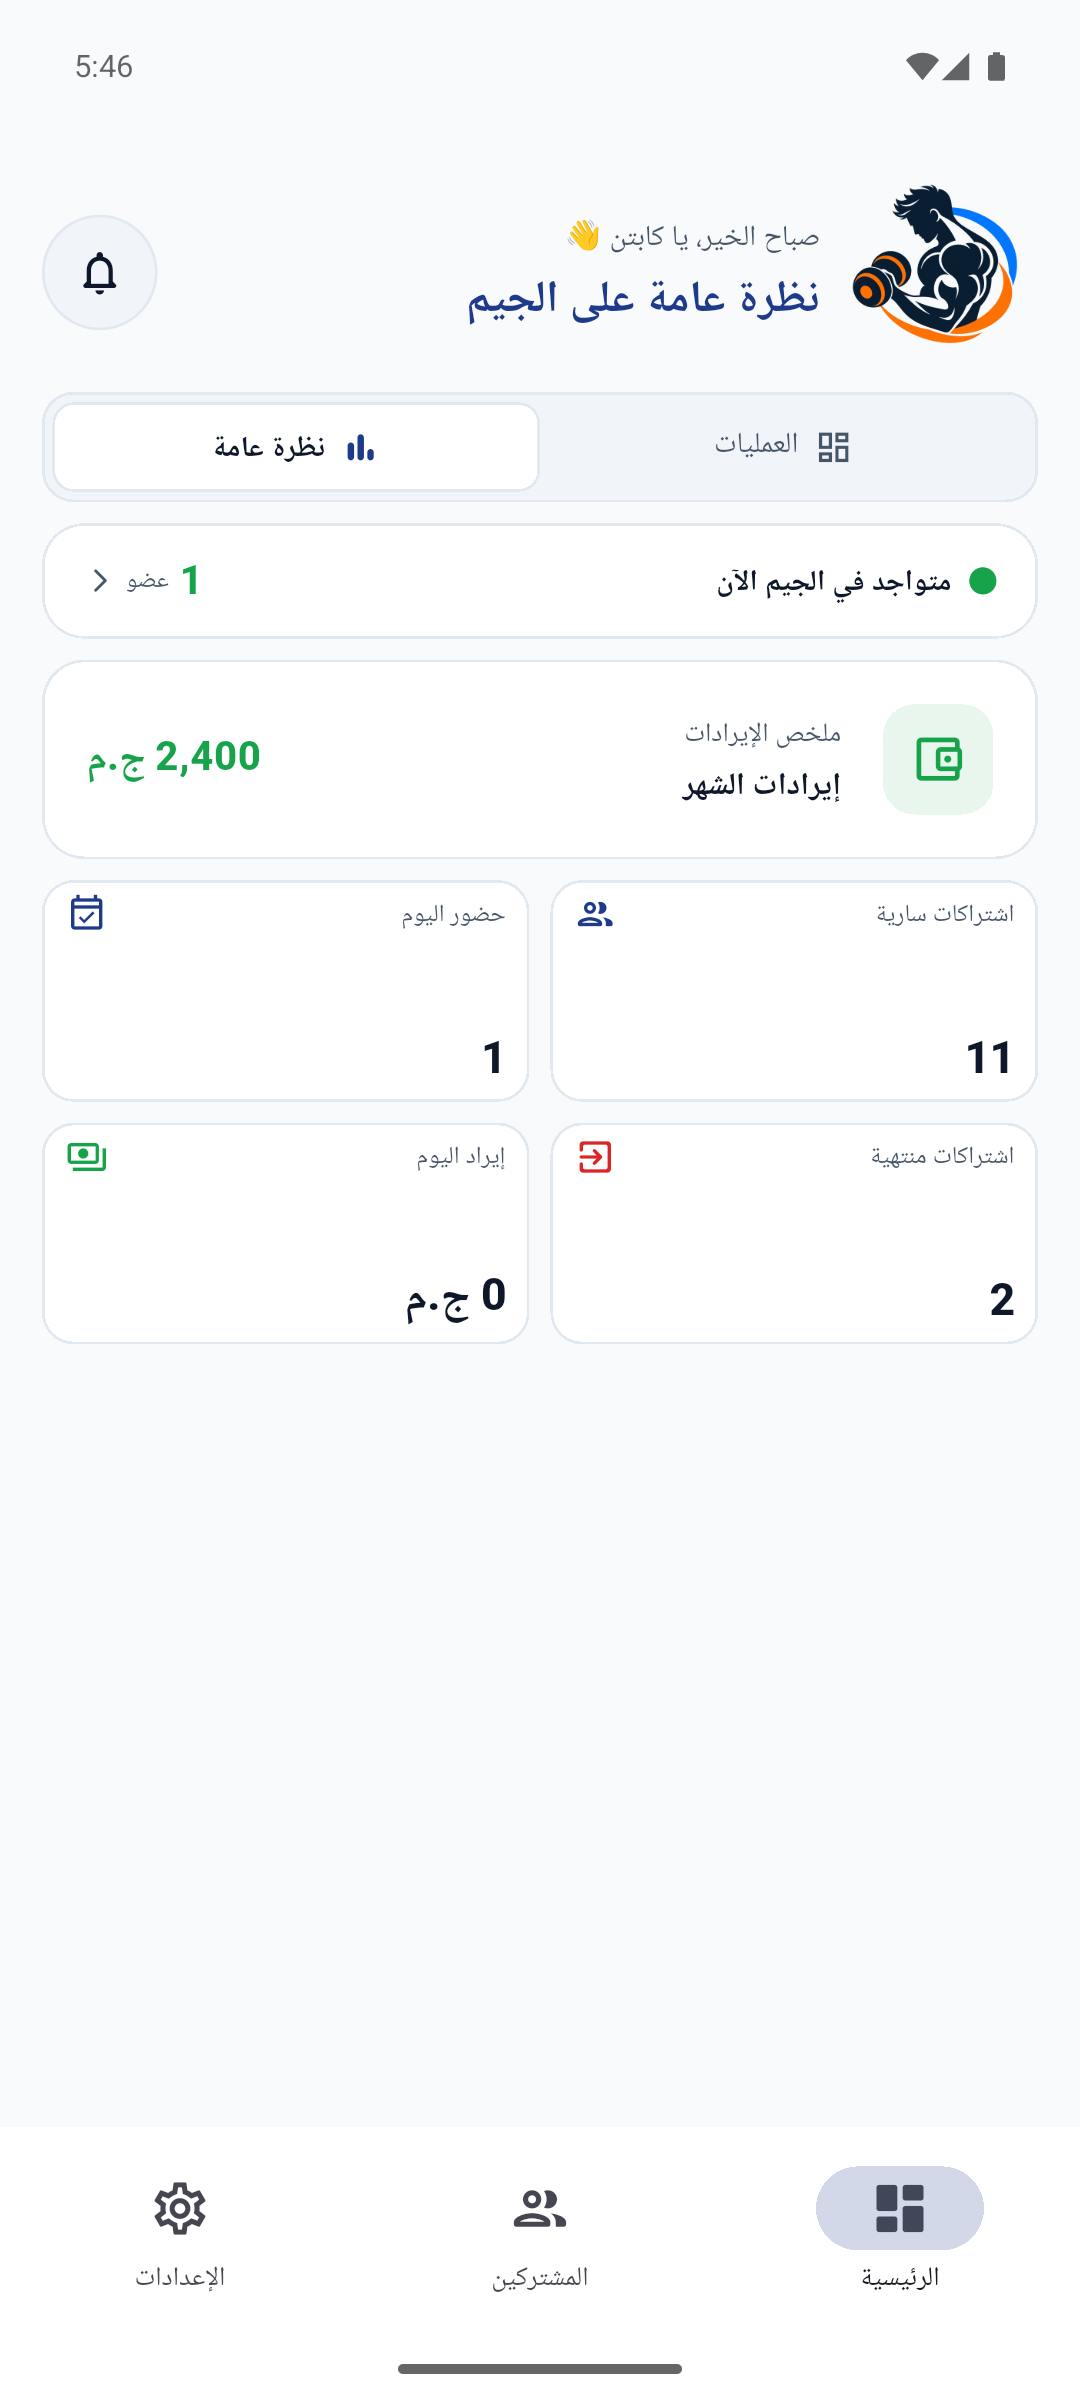 5:46
صباح الخير، يا كابتن 👋
نظرة عامة على الجيم
العمليات
نظرة عامة
متواجد في الجيم الآن
1 عضو
ملخص الإيرادات
إيرادات الشهر
2,400 ج.م
اشتراكات سارية
11
حضور اليوم
1
اشتراكات منتهية
2
إيراد اليوم
0 ج.م
الرئيسية
المشتركين
الإعدادات